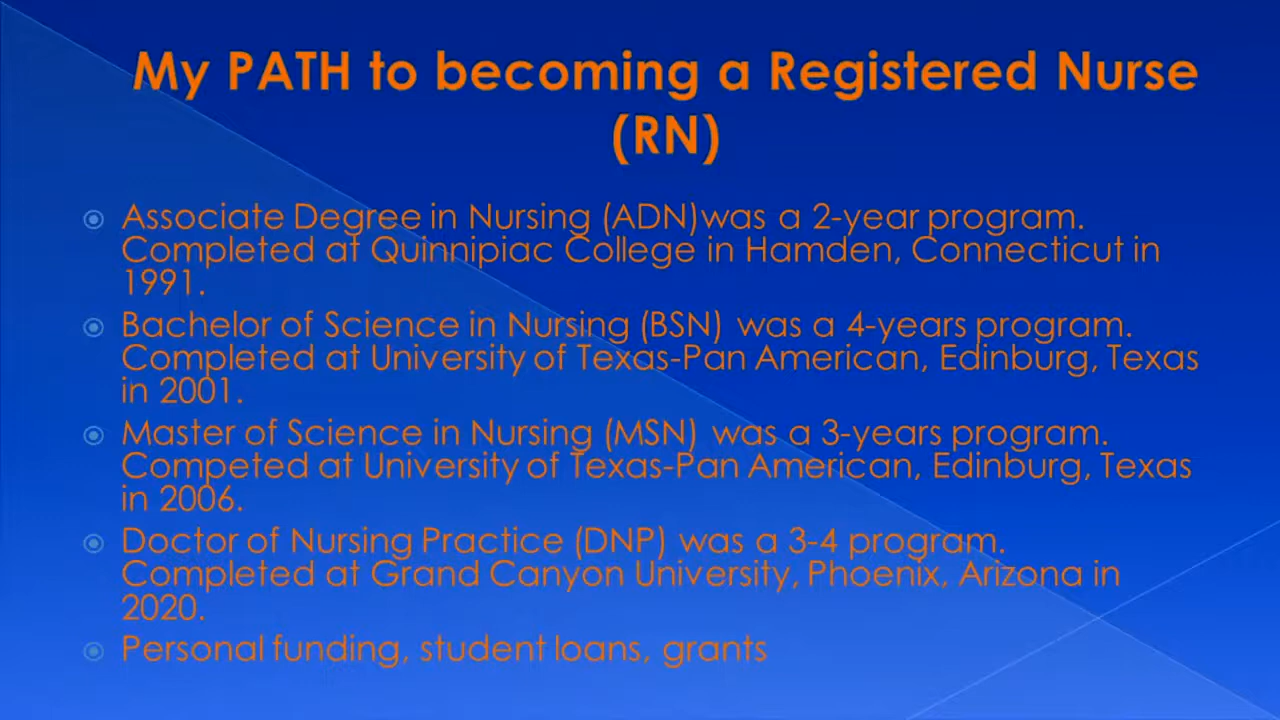 My PATH to becoming a Registered Nurse
(RN)
Associate Degree in Nursing (ADN)was a 2-year program.
Completed at Quinnipiac College in Hamden, Connecticut in
1991.
Bachelor of Science in Nursing (BSN) was a 4-years program.
Completed at University of Texas-Pan American, Edinburg, Texas
in 2001.
Master of Science in Nursing (MSN) was a 3-years program.
Competed at University of Texas-Pan American, Edinburg, Texas
in 2006.
Doctor of Nursing Practice (DNP) was a 3-4 program.
Completed at Grand Canyon University, Phoenix, Arizona in
2020.
Personal funding, student loans, grants